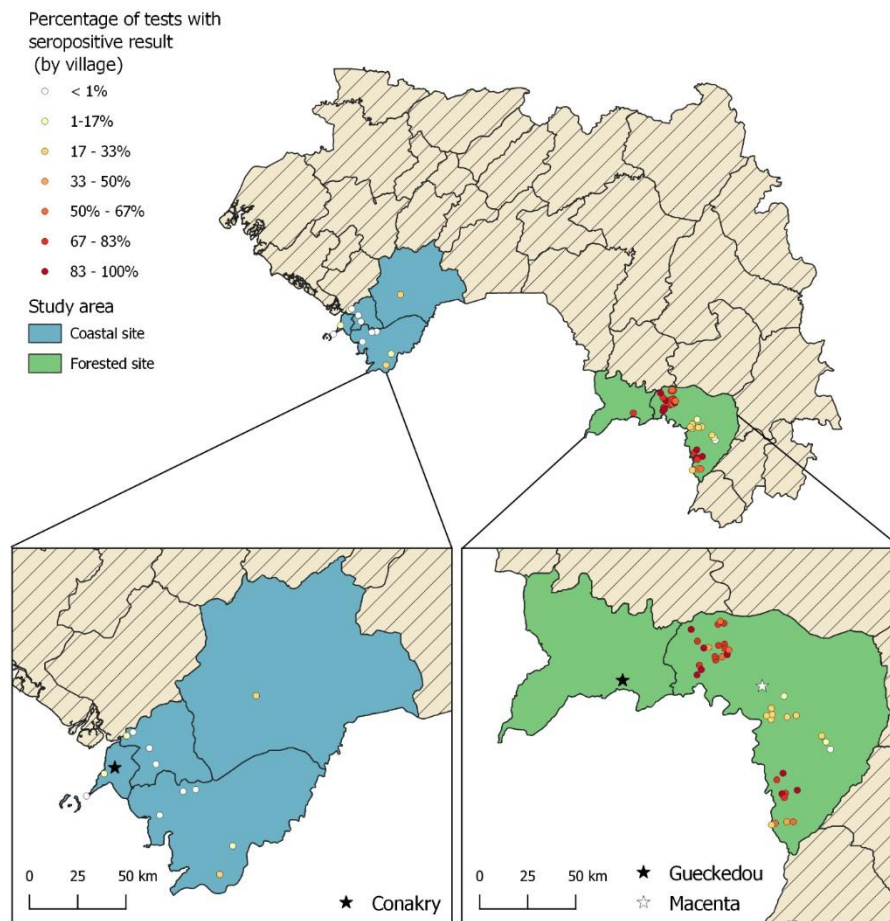 Percentage of tests with
seropositive result
(by village)
< 1%
1-17%
17 - 33%
33 - 50%
50% - 67%
67 - 83%
83 - 100%
Study area
Coastal site
Forested site
0 25 50 km
Conakry
0 25 50 km
Gueckedou
Macenta